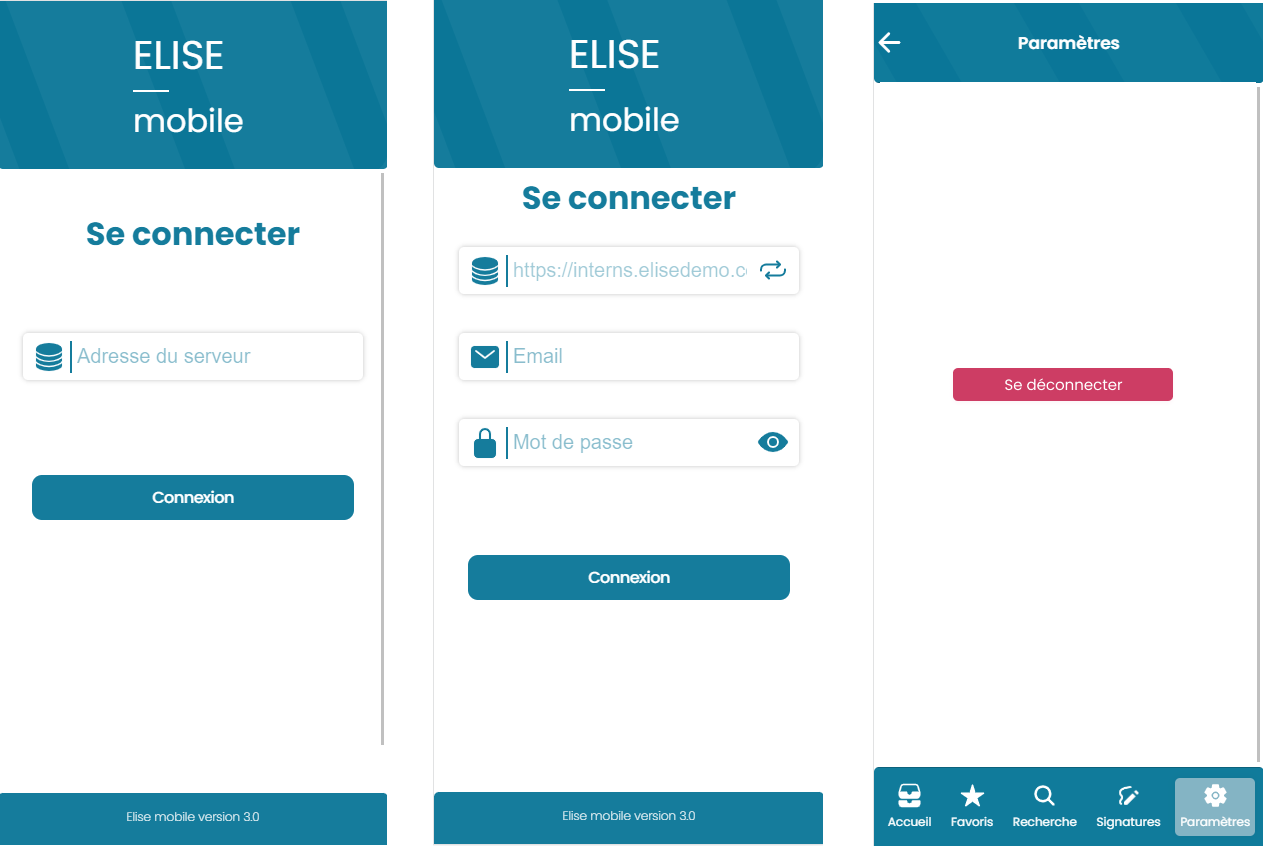 ELISE
mobile
Se connecter
Adresse du serveur
Connexion
Elise mobile version 3.0
ELISE
mobile
Se connecter
https://interns.elisedemo.c
Email
Mot de passe
Connexion
Elise mobile version 3.0
Paramètres
Se déconnecter
Accueil
Favoris
Recherche
Signatures
Paramètres